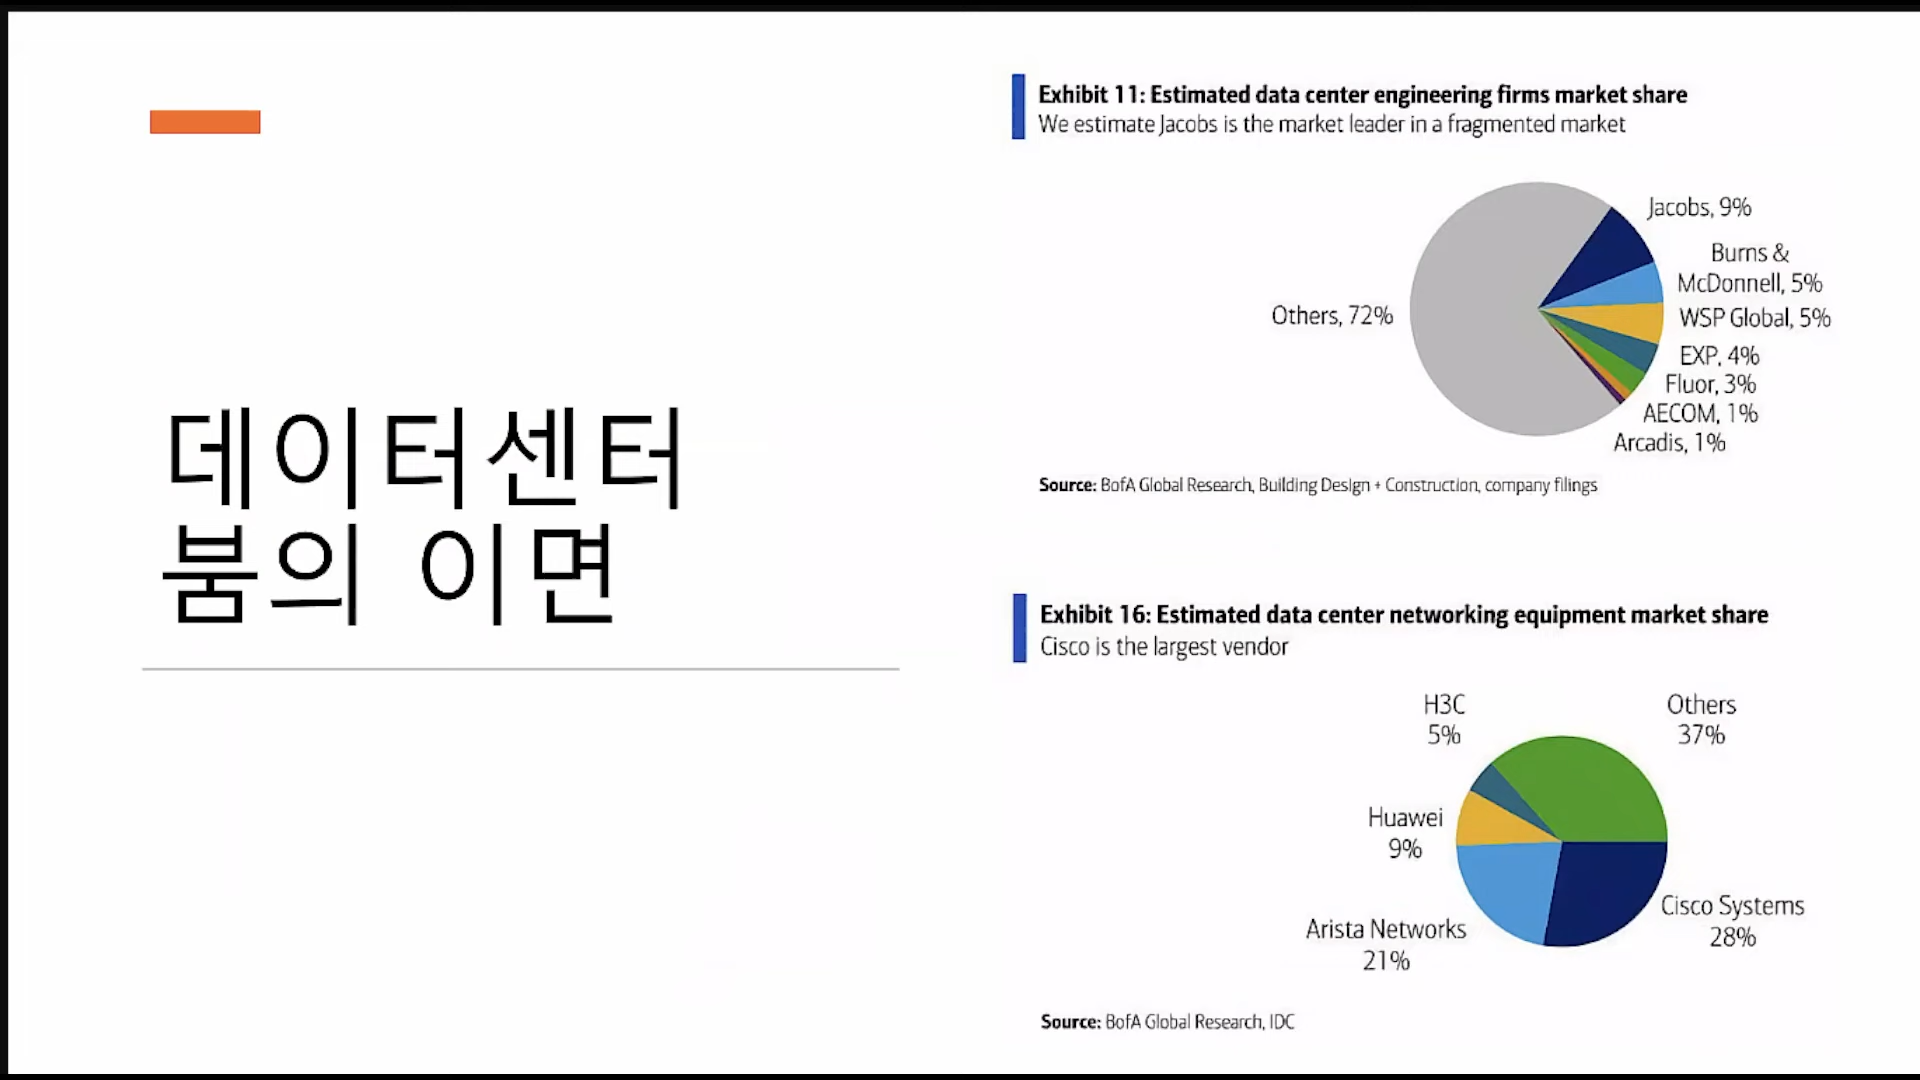 데이터센터
붐의 이면
Exhibit 11: Estimated data center engineering firms market share
We estimate Jacobs is the market leader in a fragmented market
Jacobs, 9%
Burns &
McDonnell, 5%
WSP Global, 5%
Others, 72%
EXP, 4%
Fluor, 3%
AECOM, 1%
Arcadis, 1%
Source: BofA Global Research, Building Design + Construction, company filings
Exhibit 16: Estimated data center networking equipment market share
Cisco is the largest vendor
H3C
5%
Others
37%
Huawei
9%
Cisco Systems
28%
Arista Networks
21%
Source: BofA Global Research, IDC